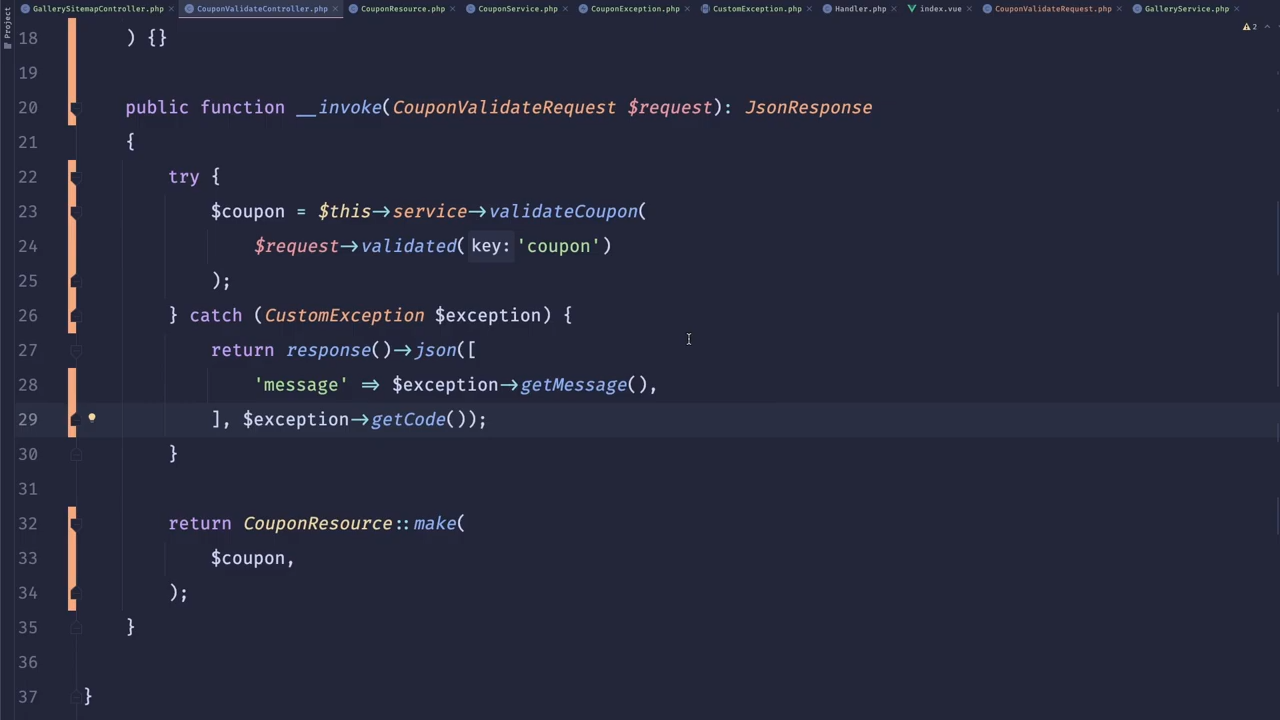 GallerySitemapController.php CouponValidateController.php CouponResource.php CouponService.php CouponException.php CustomException.php Handler.php index.vue CouponValidateRequest.php GalleryService.php
Project
2
18 ) {}
19
20 public function __invoke(CouponValidateRequest $request): JsonResponse
21 {
22 try {
23 $coupon = $this->service->validateCoupon(
24 $request->validated( key: 'coupon')
25 );
26 } catch (CustomException $exception) {
27 return response()->json([
28 'message' => $exception->getMessage(),
29 ], $exception->getCode());
30 }
31
32 return CouponResource::make(
33 $coupon,
34 );
35 }
36
37 }